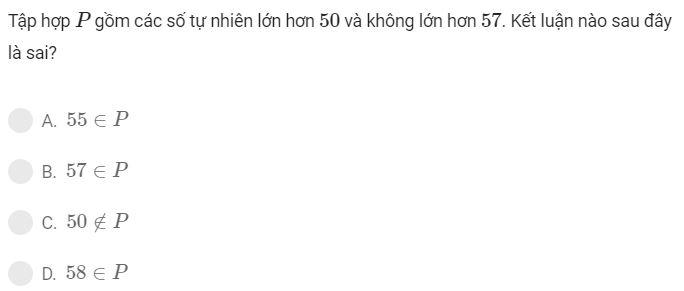 Tập hợp P gồm các số tự nhiên lớn hơn 50 và không lớn hơn 57. Kết luận nào sau đây
là sai?
A. 55 ∈ P
B. 57 ∈ P
C. 50 ∉ P
D. 58 ∈ P